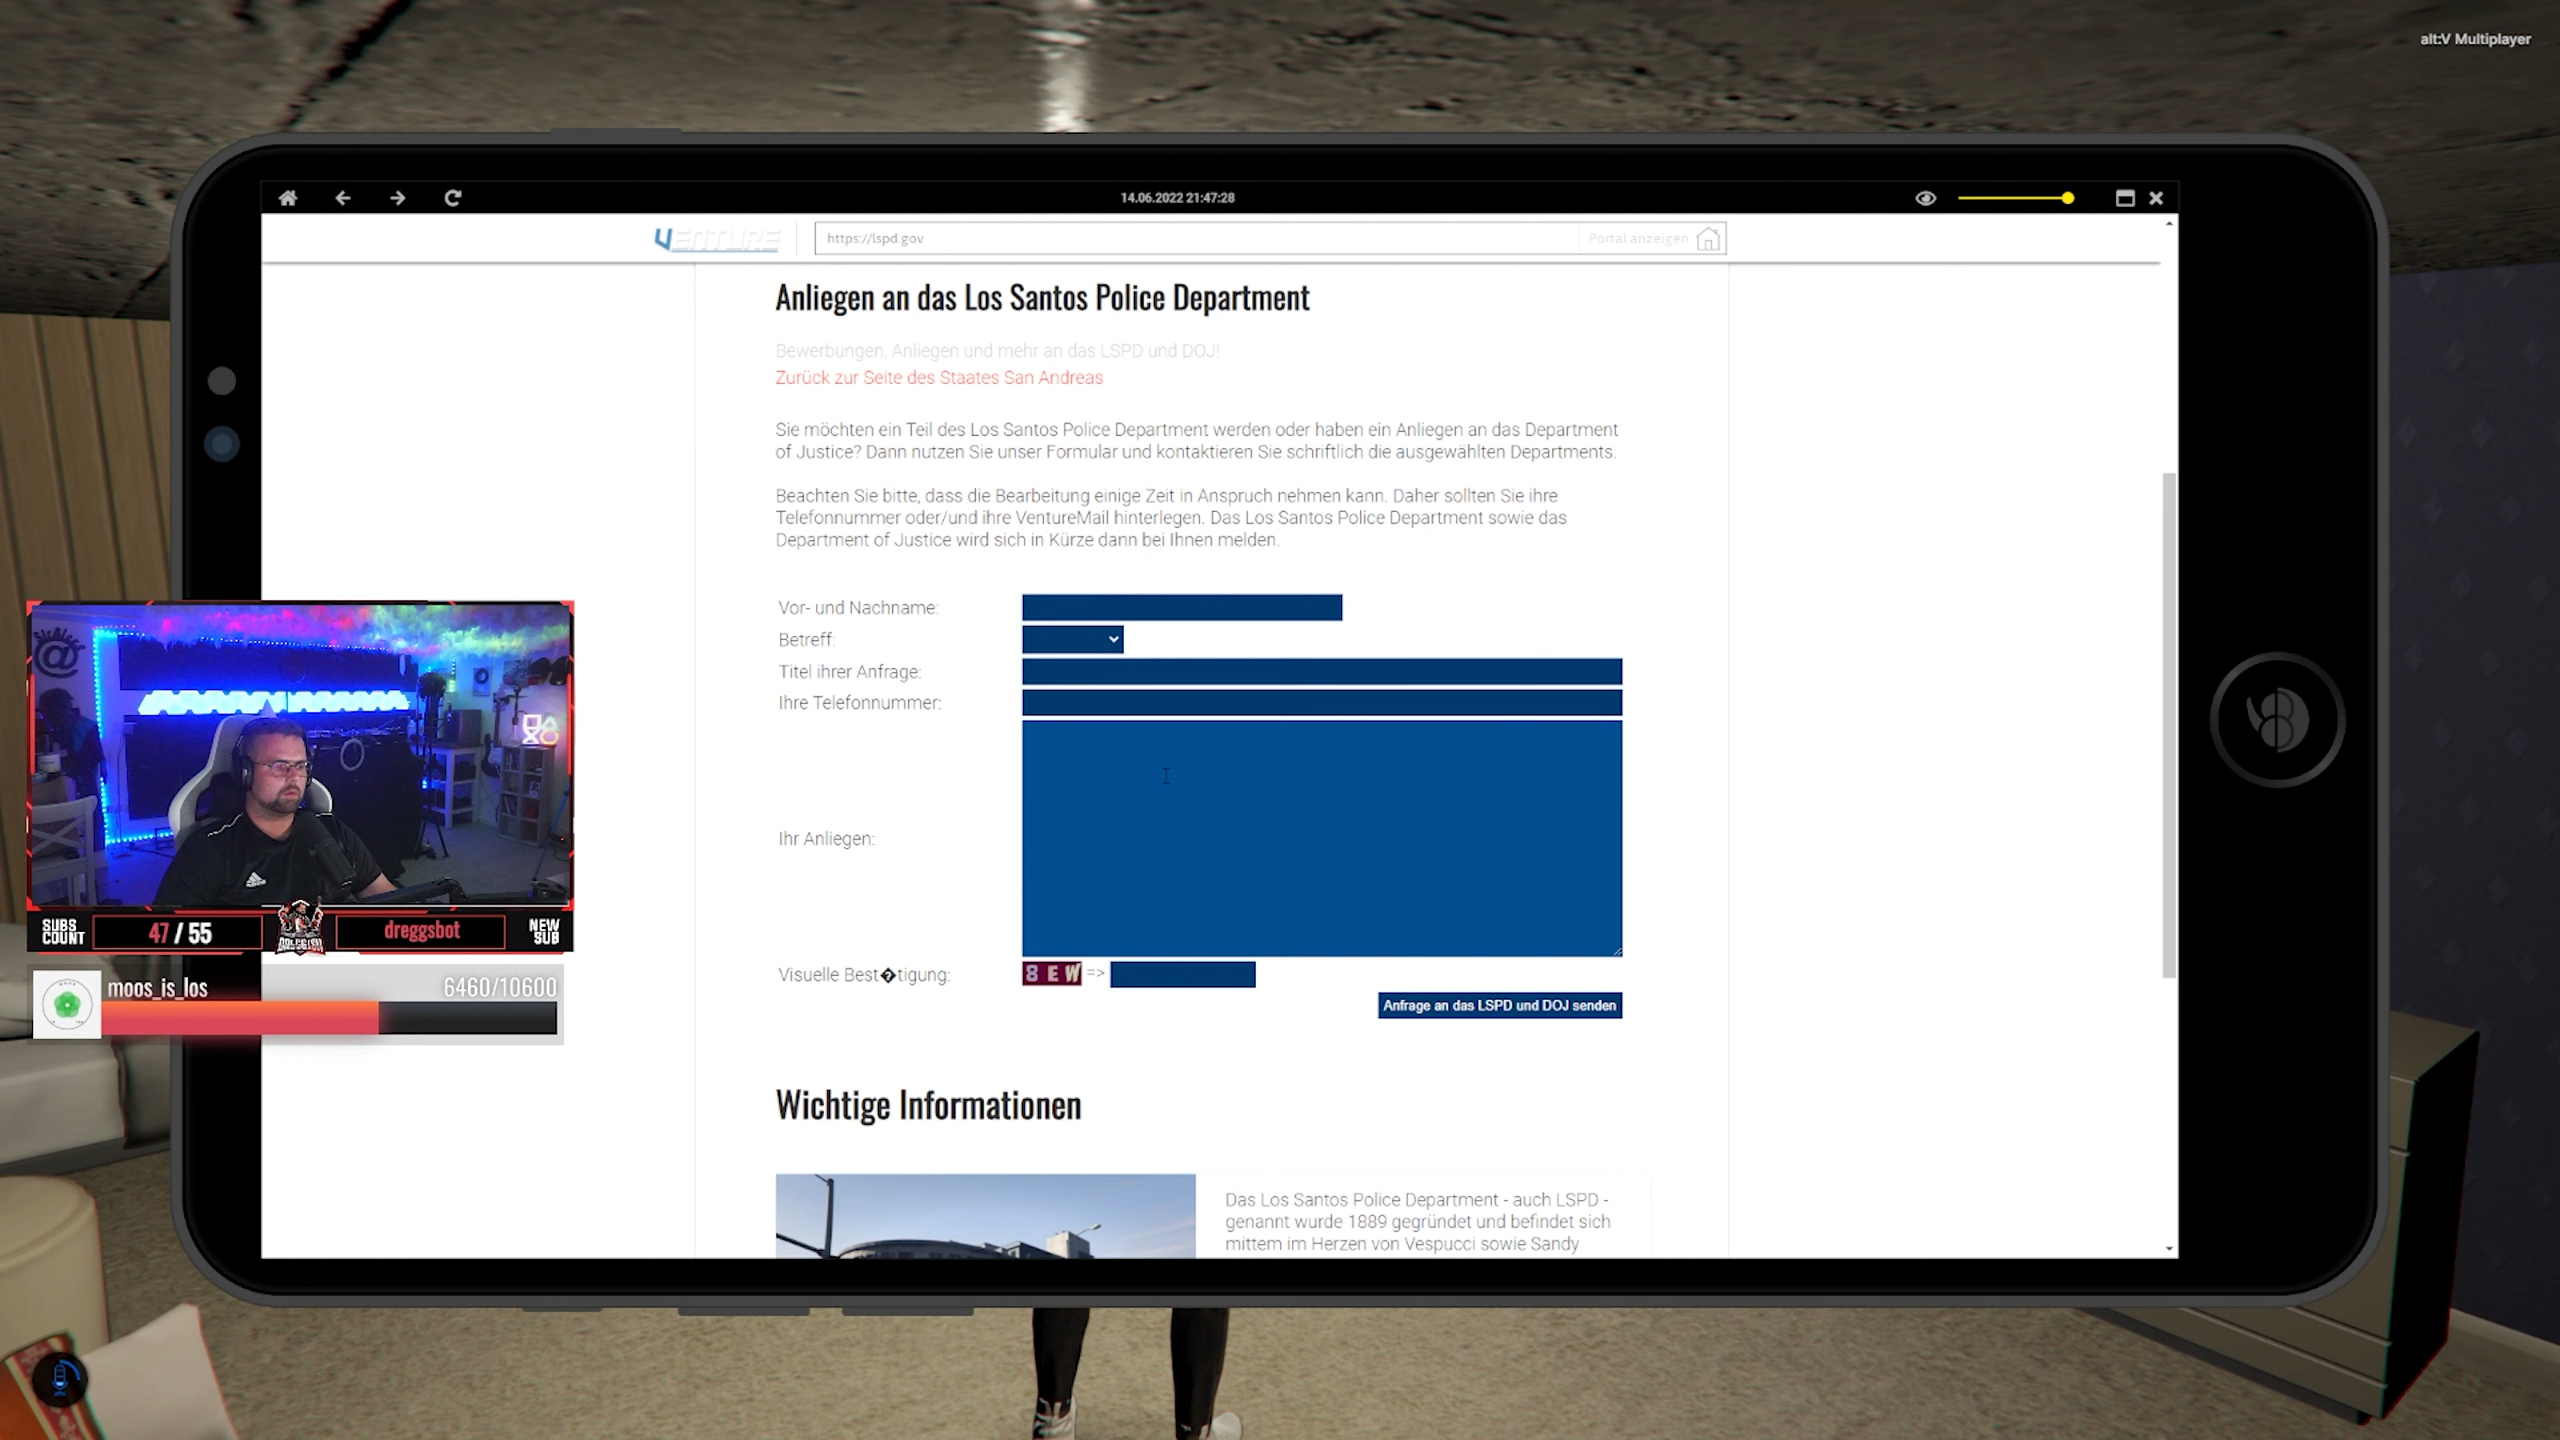 alt:V Multiplayer
14.06.2022 21:47:28
VENTURE
https://lspd.gov
Portal anzeigen
Anliegen an das Los Santos Police Department
Bewerbungen, Anliegen und mehr an das LSPD und DOJ!
Zurück zur Seite des Staates San Andreas
Sie möchten ein Teil des Los Santos Police Department werden oder haben ein Anliegen an das Department
of Justice? Dann nutzen Sie unser Formular und kontaktieren Sie schriftlich die ausgewählten Departments.
Beachten Sie bitte, dass die Bearbeitung einige Zeit in Anspruch nehmen kann. Daher sollten Sie ihre
Telefonnummer oder/und ihre VentureMail hinterlegen. Das Los Santos Police Department sowie das
Department of Justice wird sich in Kürze dann bei Ihnen melden.
Vor- und Nachname:
Betreff:
Titel ihrer Anfrage:
Ihre Telefonnummer:
Ihr Anliegen:
Visuelle Best�tigung:
8 E W =>
Anfrage an das LSPD und DOJ senden
Wichtige Informationen
Das Los Santos Police Department - auch LSPD -
genannt wurde 1889 gegründet und befindet sich
mittem im Herzen von Vespucci sowie Sandy
SUBS COUNT
47 / 55
dreggsbot
NEW SUB
moos_is_los
6460/10600